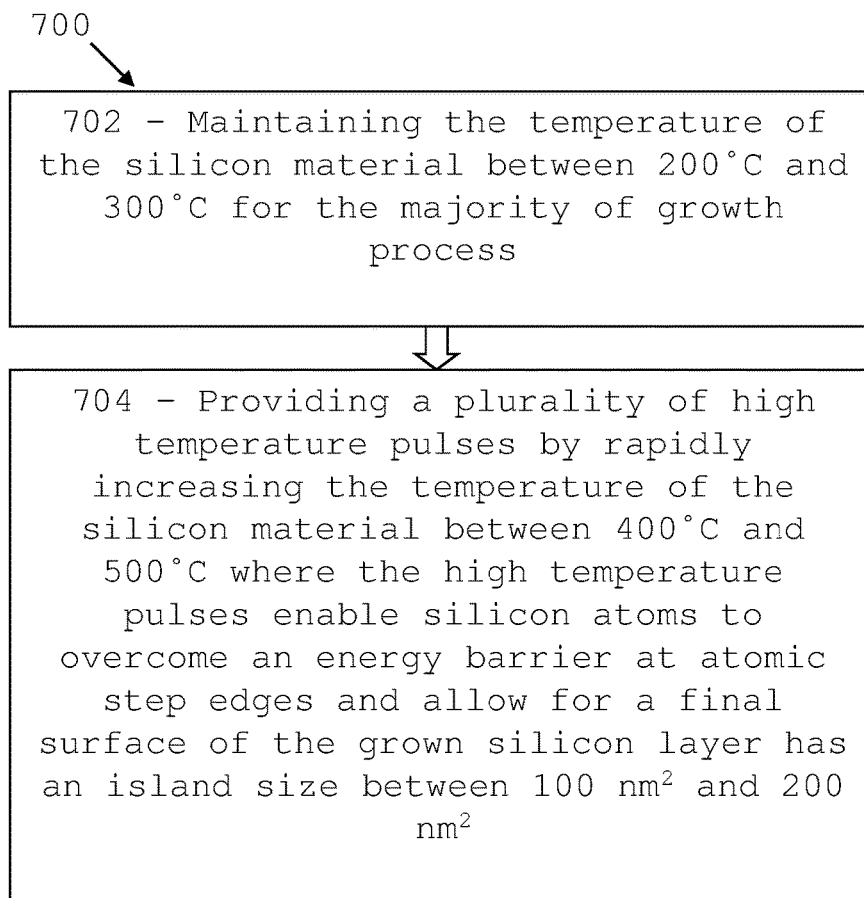 700
702 – Maintaining the temperature of
the silicon material between 200˚C and
300˚C for the majority of growth
process
704 – Providing a plurality of high
temperature pulses by rapidly
increasing the temperature of the
silicon material between 400˚C and
500˚C where the high temperature
pulses enable silicon atoms to
overcome an energy barrier at atomic
step edges and allow for a final
surface of the grown silicon layer has
an island size between 100 nm² and 200
nm²